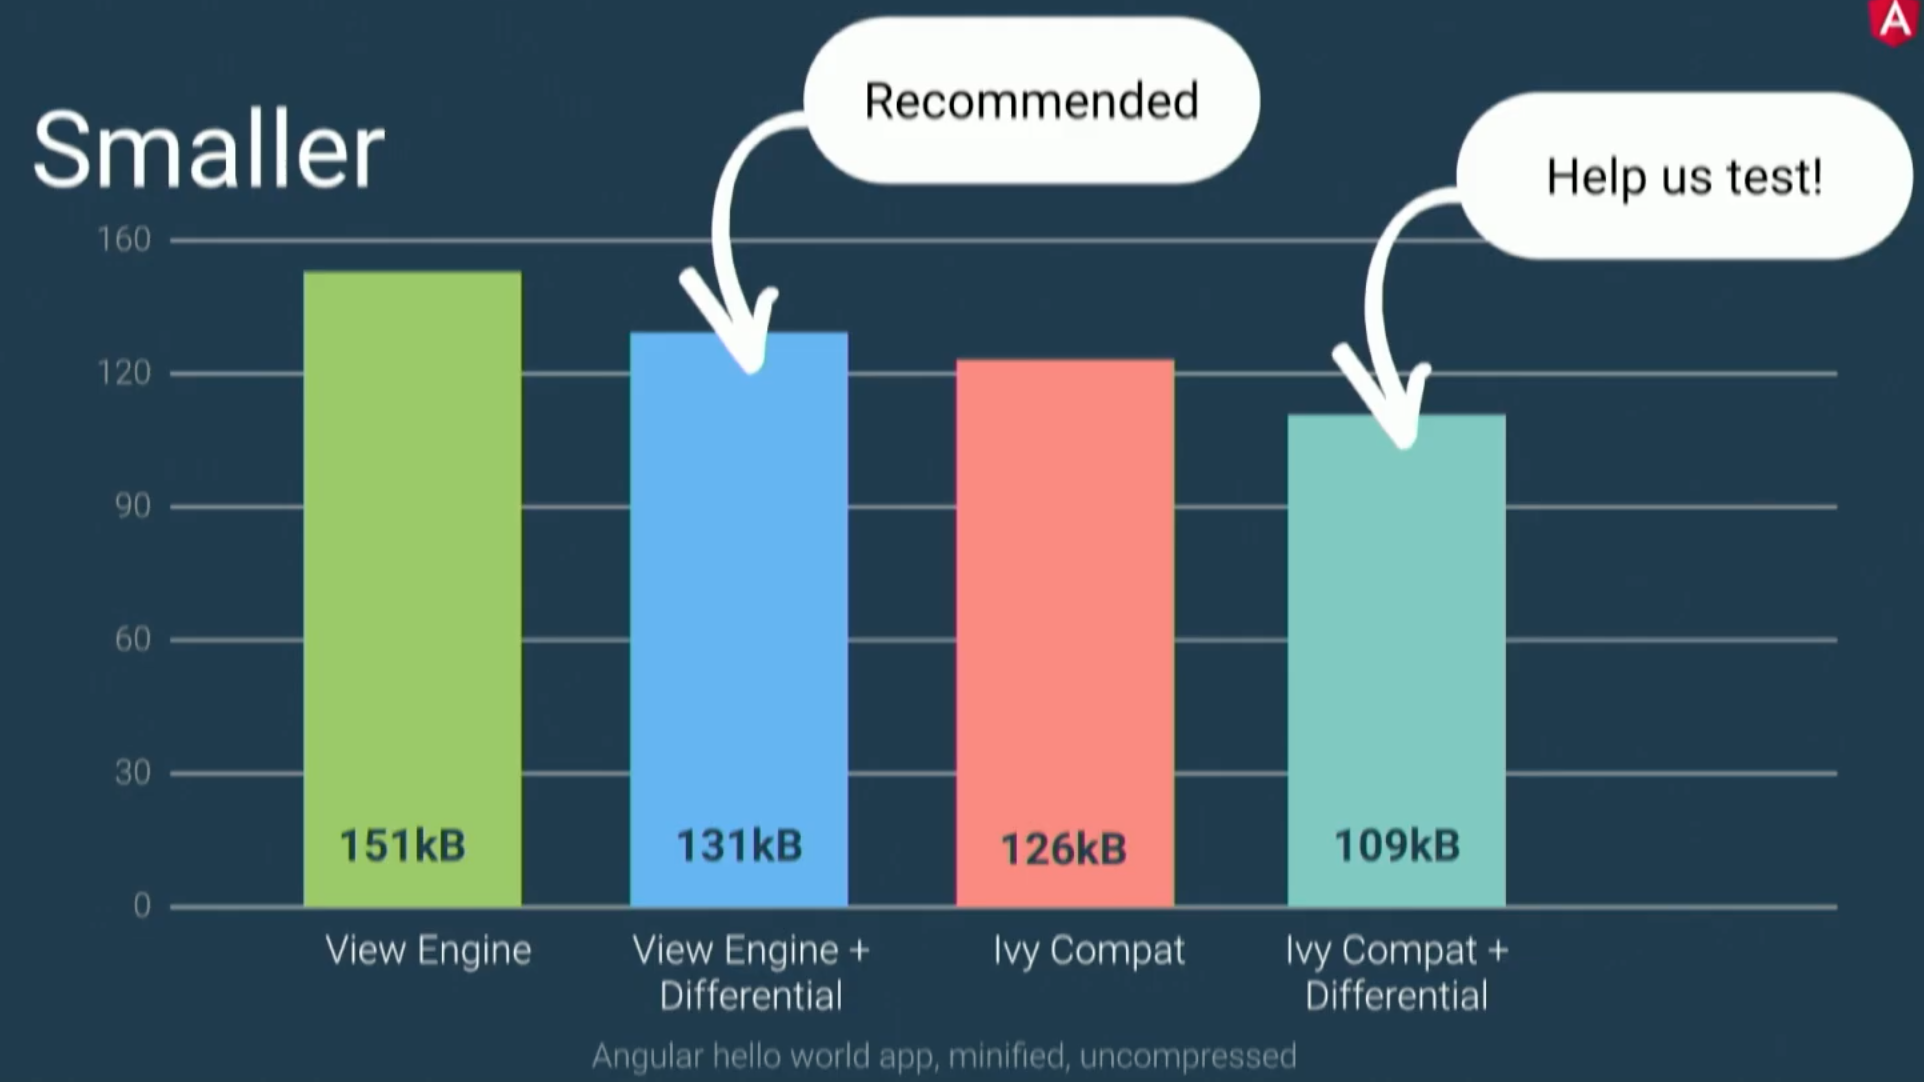 Smaller
Recommended
Help us test!
160
120
90
60
30
0
151kB
131kB
126kB
109kB
View Engine
View Engine +
Differential
Ivy Compat
Ivy Compat +
Differential
Angular hello world app, minified, uncompressed
A